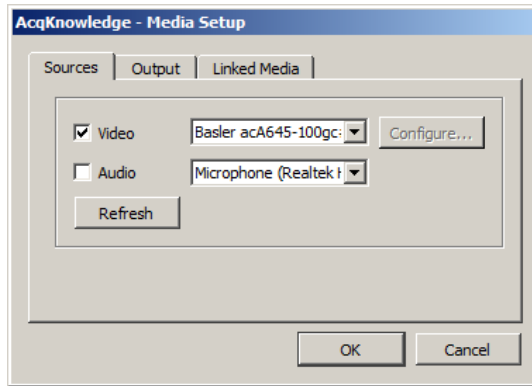 AcqKnowledge - Media Setup
Sources Output Linked Media
Video Basler acA645-100gc: Configure...
Audio Microphone (Realtek
Refresh
OK Cancel